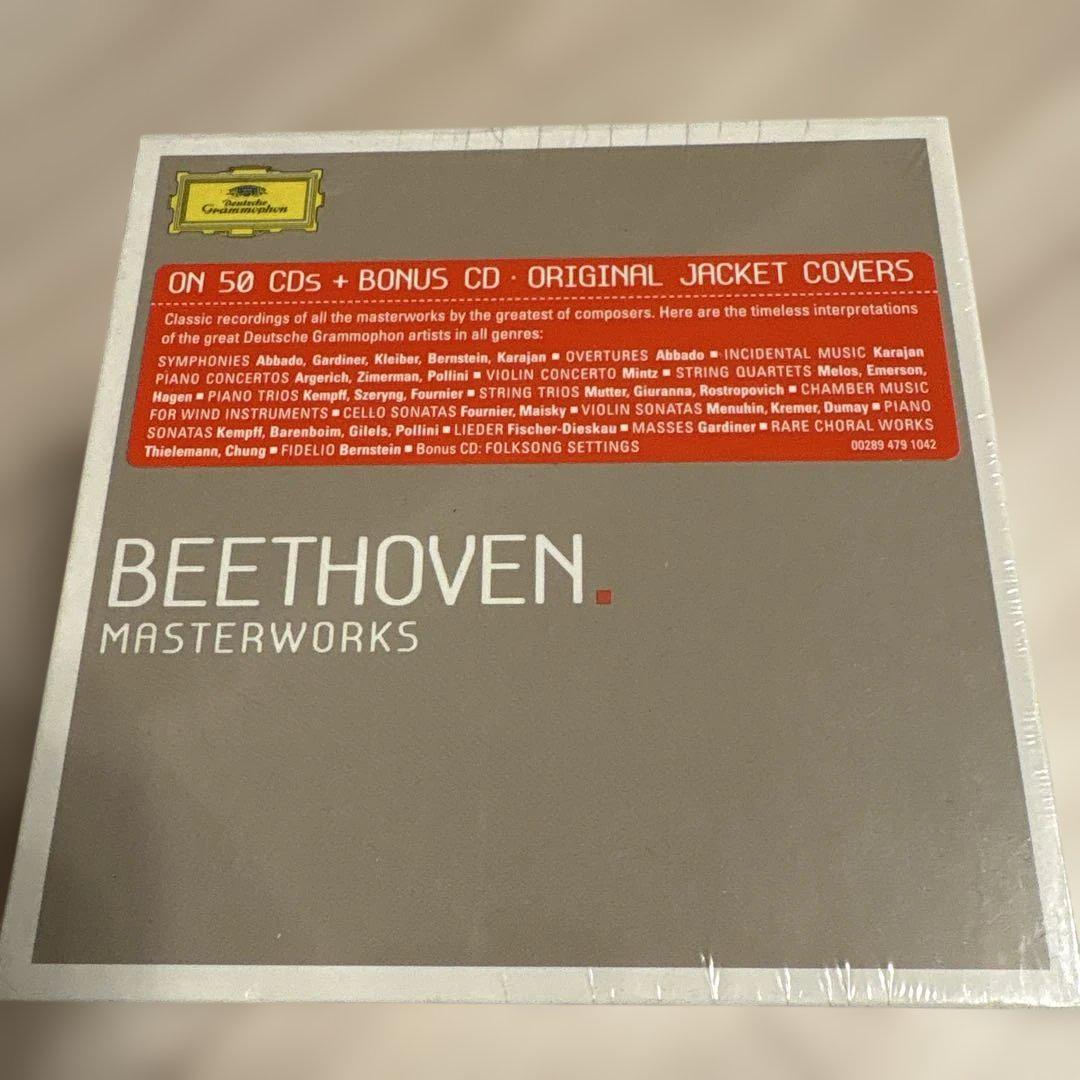 Deutsche
Grammophon
ON 50 CDs + BONUS CD · ORIGINAL JACKET COVERS
Classic recordings of all the masterworks by the greatest of composers. Here are the timeless interpretations
of the great Deutsche Grammophon artists in all genres:
SYMPHONIES Abbado, Gardiner, Kleiber, Bernstein, Karajan ■ OVERTURES Abbado ■ INCIDENTAL MUSIC Karajan
PIANO CONCERTOS Argerich, Zimerman, Pollini ■ VIOLIN CONCERTO Mintz ■ STRING QUARTETS Melos, Emerson,
Hagen ■ PIANO TRIOS Kempff, Szeryng, Fournier ■ STRING TRIOS Mutter, Giuranna, Rostropovich ■ CHAMBER MUSIC
FOR WIND INSTRUMENTS ■ CELLO SONATAS Fournier, Maisky ■ VIOLIN SONATAS Menuhin, Kremer, Dumay ■ PIANO
SONATAS Kempff, Barenboim, Gilels, Pollini ■ LIEDER Fischer-Dieskau ■ MASSES Gardiner ■ RARE CHORAL WORKS
Thielemann, Chung ■ FIDELIO Bernstein ■ Bonus CD: FOLKSONG SETTINGS 00289 479 1042
BEETHOVEN.
MASTERWORKS